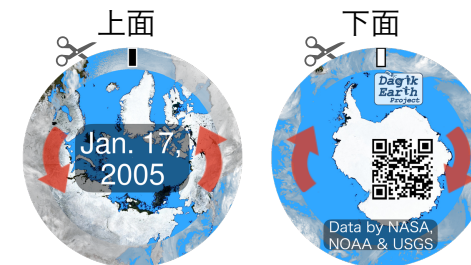 上面
下面
Jan. 17,
2005
Dagik
Earth
Project
Data by NASA,
NOAA & USGS